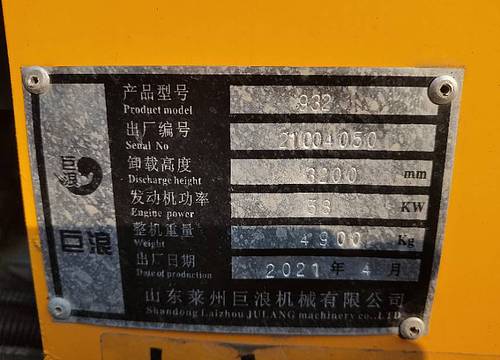 产品型号 932
Product model
出厂编号 21004050
Serial No
卸载高度 3200 mm
Discharge height
发动机功率 58 KW
Engine power
整机重量 4900 Kg
Weight
出厂日期 2021 年 4 月
Date of production
巨浪
巨浪
山东莱州巨浪机械有限公司
Shandong Laizhou JULANG machinery co.,LTD